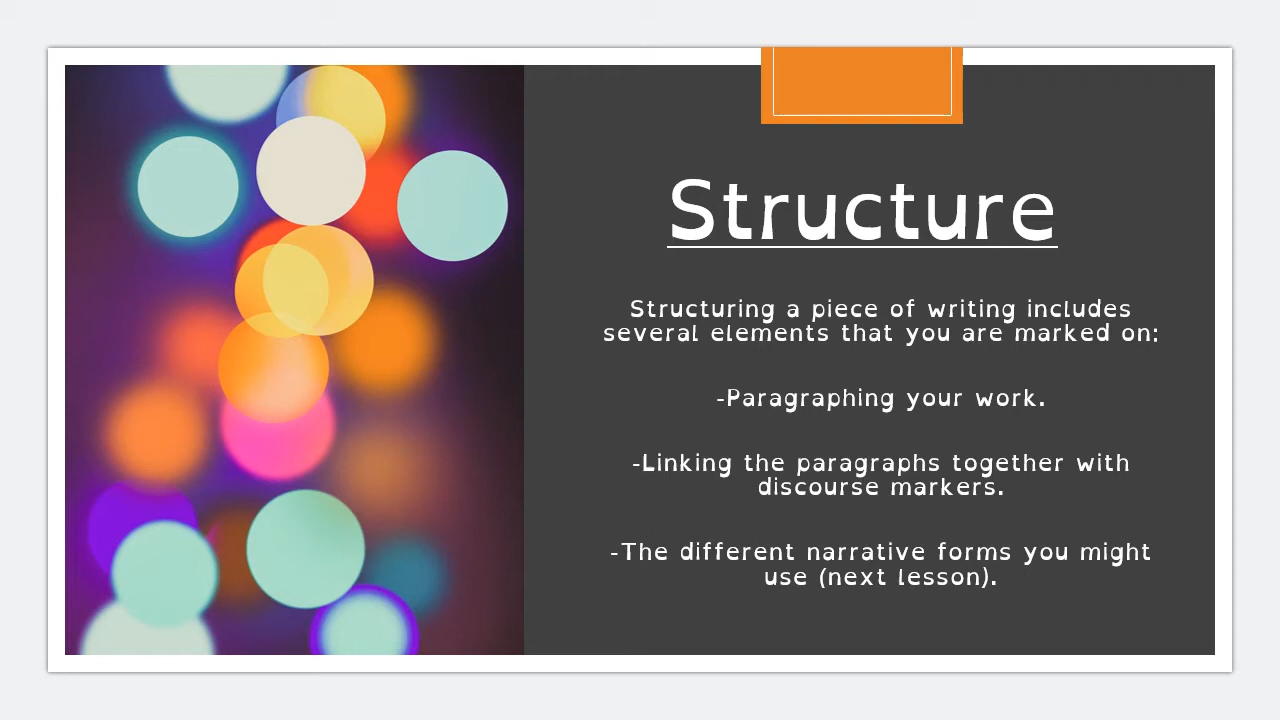 Structure
Structuring a piece of writing includes
several elements that you are marked on:
-Paragraphing your work.
-Linking the paragraphs together with
discourse markers.
-The different narrative forms you might
use (next lesson).